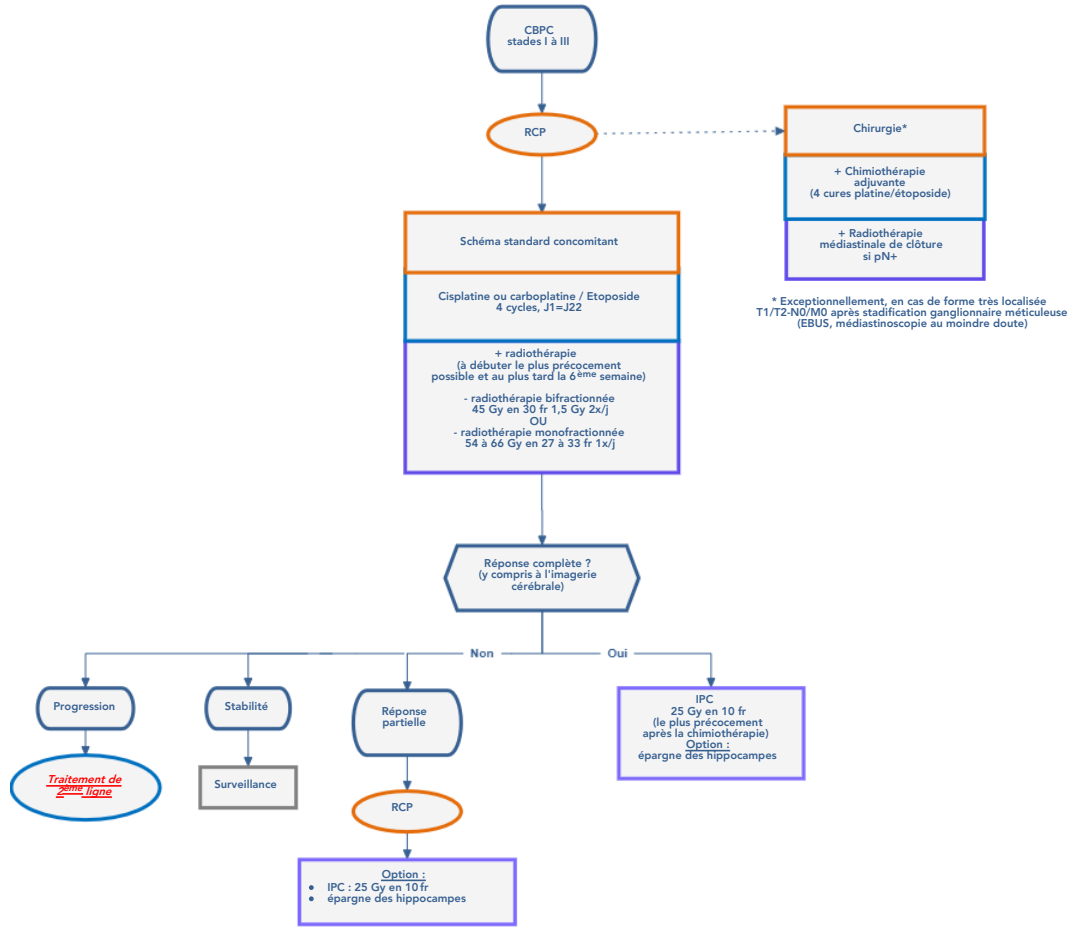 CBPC
stades I à III
RCP
Chirurgie*
+ Chimiothérapie
adjuvante
(4 cures platine/étoposide)
+ Radiothérapie
médiastinale de clôture
si pN+
* Exceptionnellement, en cas de forme très localisée
T1/T2-N0/M0 après stadification ganglionnaire méticuleuse
(EBUS, médiastinoscopie au moindre doute)
Schéma standard concomitant
Cisplatine ou carboplatine / Etoposide
4 cycles, J1=J22
+ radiothérapie
(à débuter le plus précocement
possible et au plus tard la 6ème semaine)
- radiothérapie bifractionnée
45 Gy en 30 fr 1,5 Gy 2x/j
OU
- radiothérapie monofractionnée
54 à 66 Gy en 27 à 33 fr 1x/j
Réponse complète ?
(y compris à l'imagerie
cérébrale)
Non
Oui
Progression
Stabilité
Réponse
partielle
IPC
25 Gy en 10 fr
(le plus précocement
après la chimiothérapie)
Option :
épargne des hippocampes
Traitement de
2ème ligne
Surveillance
RCP
Option :
● IPC : 25 Gy en 10 fr
● épargne des hippocampes